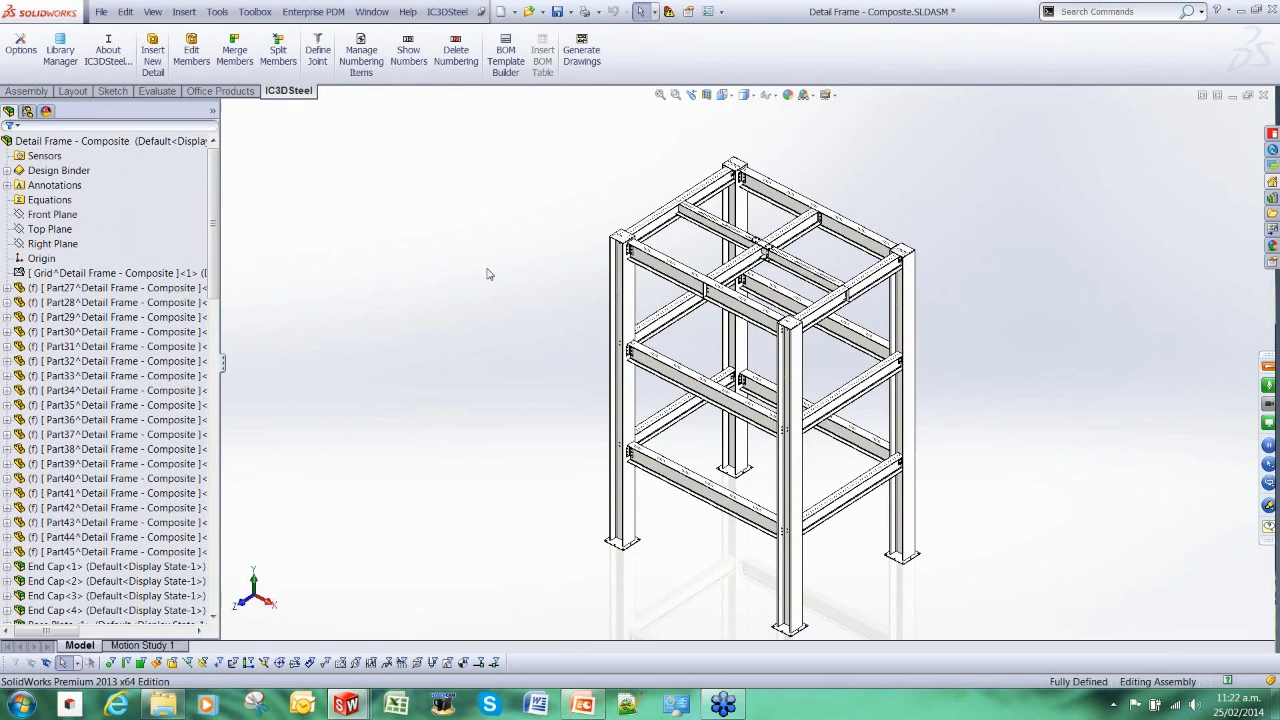 SOLIDWORKS File Edit View Insert Tools Toolbox Enterprise PDM Window Help IC3DSteel Detail Frame - Composite.SLDASM * Search Commands
Options Library Manager About IC3DSteel... Insert New Detail Edit Members Merge Members Split Members Define Joint Manage Numbering Items Show Numbers Delete Numbering BOM Template Builder Insert BOM Table Generate Drawings
Assembly Layout Sketch Evaluate Office Products IC3DSteel
Detail Frame - Composite (Default<Display
Sensors
Design Binder
Annotations
Equations
Front Plane
Top Plane
Right Plane
Origin
[ Grid^Detail Frame - Composite ]<1> (D
(f) [ Part27^Detail Frame - Composite ]<
(f) [ Part28^Detail Frame - Composite ]<
(f) [ Part29^Detail Frame - Composite ]<
(f) [ Part30^Detail Frame - Composite ]<
(f) [ Part31^Detail Frame - Composite ]<
(f) [ Part32^Detail Frame - Composite ]<
(f) [ Part33^Detail Frame - Composite ]<
(f) [ Part34^Detail Frame - Composite ]<
(f) [ Part35^Detail Frame - Composite ]<
(f) [ Part36^Detail Frame - Composite ]<
(f) [ Part37^Detail Frame - Composite ]<
(f) [ Part38^Detail Frame - Composite ]<
(f) [ Part39^Detail Frame - Composite ]<
(f) [ Part40^Detail Frame - Composite ]<
(f) [ Part41^Detail Frame - Composite ]<
(f) [ Part42^Detail Frame - Composite ]<
(f) [ Part43^Detail Frame - Composite ]<
(f) [ Part44^Detail Frame - Composite ]<
(f) [ Part45^Detail Frame - Composite ]<
End Cap<1> (Default<Display State-1>)
End Cap<2> (Default<Display State-1>)
End Cap<3> (Default<Display State-1>)
End Cap<4> (Default<Display State-1>)
Y
Z X
Model Motion Study 1
SolidWorks Premium 2013 x64 Edition Fully Defined Editing Assembly
11:22 a.m.
25/02/2014